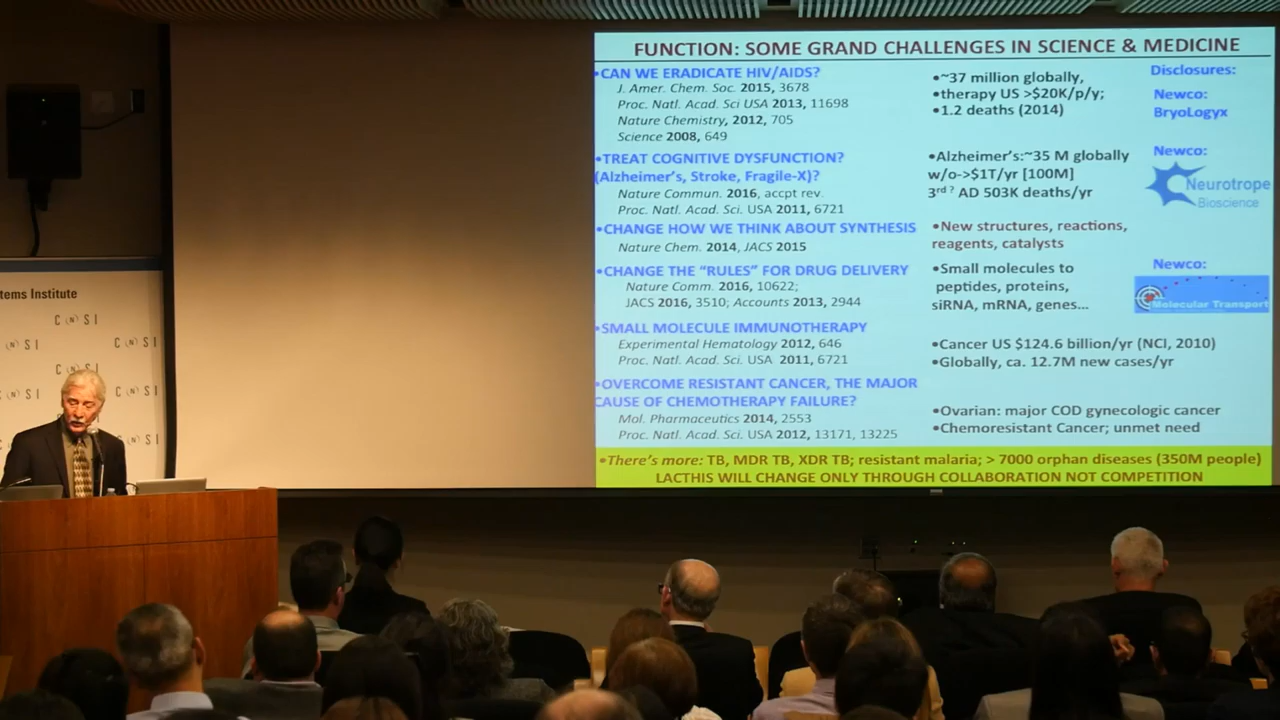 FUNCTION: SOME GRAND CHALLENGES IN SCIENCE & MEDICINE
•CAN WE ERADICATE HIV/AIDS?
J. Amer. Chem. Soc. 2015, 3678
Proc. Natl. Acad. Sci USA 2013, 11698
Nature Chemistry, 2012, 705
Science 2008, 649
•~37 million globally,
•therapy US >$20K/p/y;
•1.2 deaths (2014)
Disclosures:
Newco:
BryoLogyx
•TREAT COGNITIVE DYSFUNCTION?
(Alzheimer's, Stroke, Fragile-X)?
Nature Commun. 2016, accpt rev.
Proc. Natl. Acad. Sci. USA 2011, 6721
•Alzheimer's:~35 M globally
w/o->$1T/yr [100M]
3rd ? AD 503K deaths/yr
Newco:
Neurotrope
Bioscience
•CHANGE HOW WE THINK ABOUT SYNTHESIS
Nature Chem. 2014, JACS 2015
•New structures, reactions,
reagents, catalysts
•CHANGE THE "RULES" FOR DRUG DELIVERY
Nature Comm. 2016, 10622;
JACS 2016, 3510; Accounts 2013, 2944
•Small molecules to
peptides, proteins,
siRNA, mRNA, genes…
Newco:
Molecular Transport
•SMALL MOLECULE IMMUNOTHERAPY
Experimental Hematology 2012, 646
Proc. Natl. Acad. Sci. USA 2011, 6721
•Cancer US $124.6 billion/yr (NCI, 2010)
•Globally, ca. 12.7M new cases/yr
•OVERCOME RESISTANT CANCER, THE MAJOR
CAUSE OF CHEMOTHERAPY FAILURE?
Mol. Pharmaceutics 2014, 2553
Proc. Natl. Acad. Sci. USA 2012, 13171, 13225
•Ovarian: major COD gynecologic cancer
•Chemoresistant Cancer; unmet need
•There's more: TB, MDR TB, XDR TB; resistant malaria; > 7000 orphan diseases (350M people)
LACTHIS WILL CHANGE ONLY THROUGH COLLABORATION NOT COMPETITION
tems Institute
C (N) S I
(N) S I
C (N) S I
C (N) S I
(N) S I
C (N) S I
(N) S I